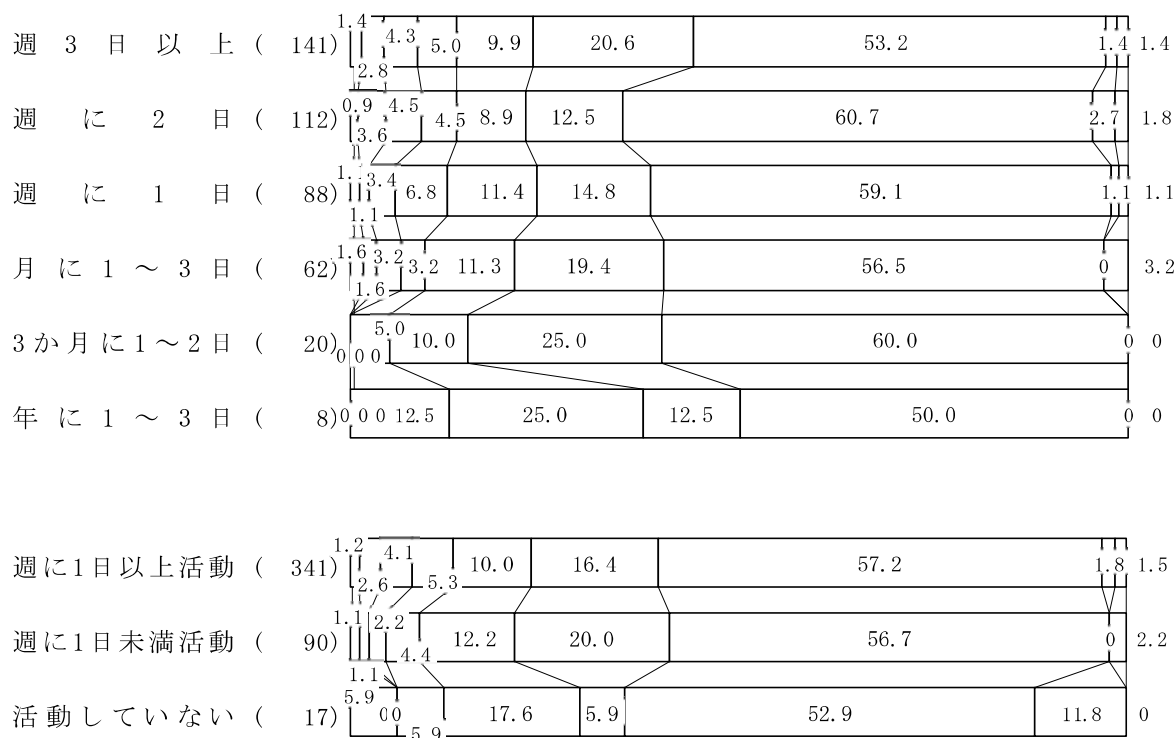 週3日以上(141) 1.4 2.8 4.3 5.0 9.9 20.6 53.2 1.4 1.4
週に2日(112) 0.9 3.6 4.5 4.5 8.9 12.5 60.7 2.7 1.8
週に1日(88) 1.1 3.4 6.8 11.4 14.8 59.1 1.1 1.1
月に1～3日(62) 1.6 1.6 3.2 3.2 11.3 19.4 56.5 0 3.2
3か月に1～2日(20) 0 0 0 5.0 10.0 25.0 60.0 0 0
年に1～3日(8) 0 0 0 12.5 25.0 12.5 50.0 0 0
週に1日以上活動(341) 1.2 2.6 4.1 5.3 10.0 16.4 57.2 1.8 1.5
週に1日未満活動(90) 1.1 1.1 2.2 4.4 12.2 20.0 56.7 0 2.2
活動していない(17) 5.9 0 0 5.9 17.6 5.9 52.9 11.8 0